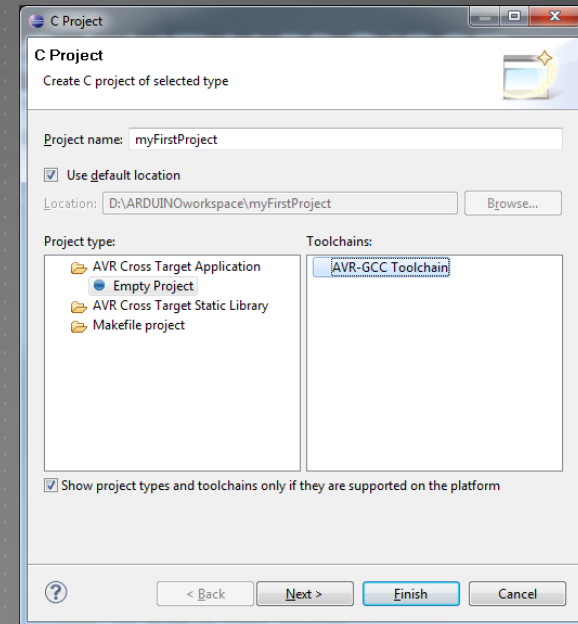 C Project
C Project
Create C project of selected type
Project name: myFirstProject
Use default location
Location: D:\ARDUINOworkspace\myFirstProject Browse...
Project type: Toolchains:
AVR Cross Target Application AVR-GCC Toolchain
Empty Project
AVR Cross Target Static Library
Makefile project
Show project types and toolchains only if they are supported on the platform
? < Back Next > Finish Cancel